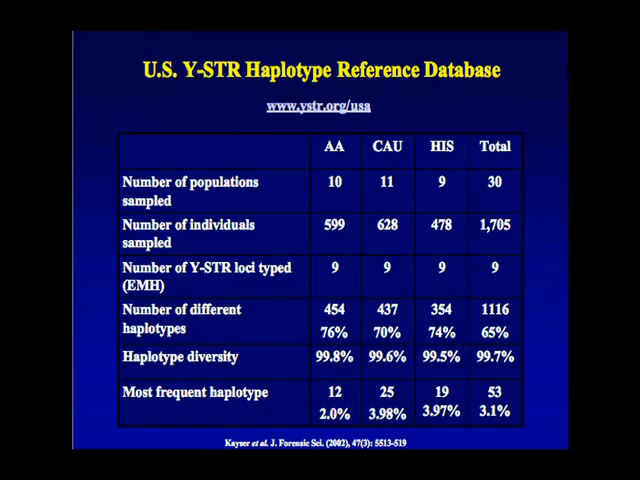 U.S. Y-STR Haplotype Reference Database
www.ystr.org/usa
AA CAU HIS Total
Number of populations sampled 10 11 9 30
Number of individuals sampled 599 628 478 1,705
Number of Y-STR loci typed (EMH) 9 9 9 9
Number of different haplotypes 454 437 354 1116
76% 70% 74% 65%
Haplotype diversity 99.8% 99.6% 99.5% 99.7%
Most frequent haplotype 12 25 19 53
2.0% 3.98% 3.97% 3.1%
Kayser et al. J. Forensic Sci. (2002), 47(3): 5513-519